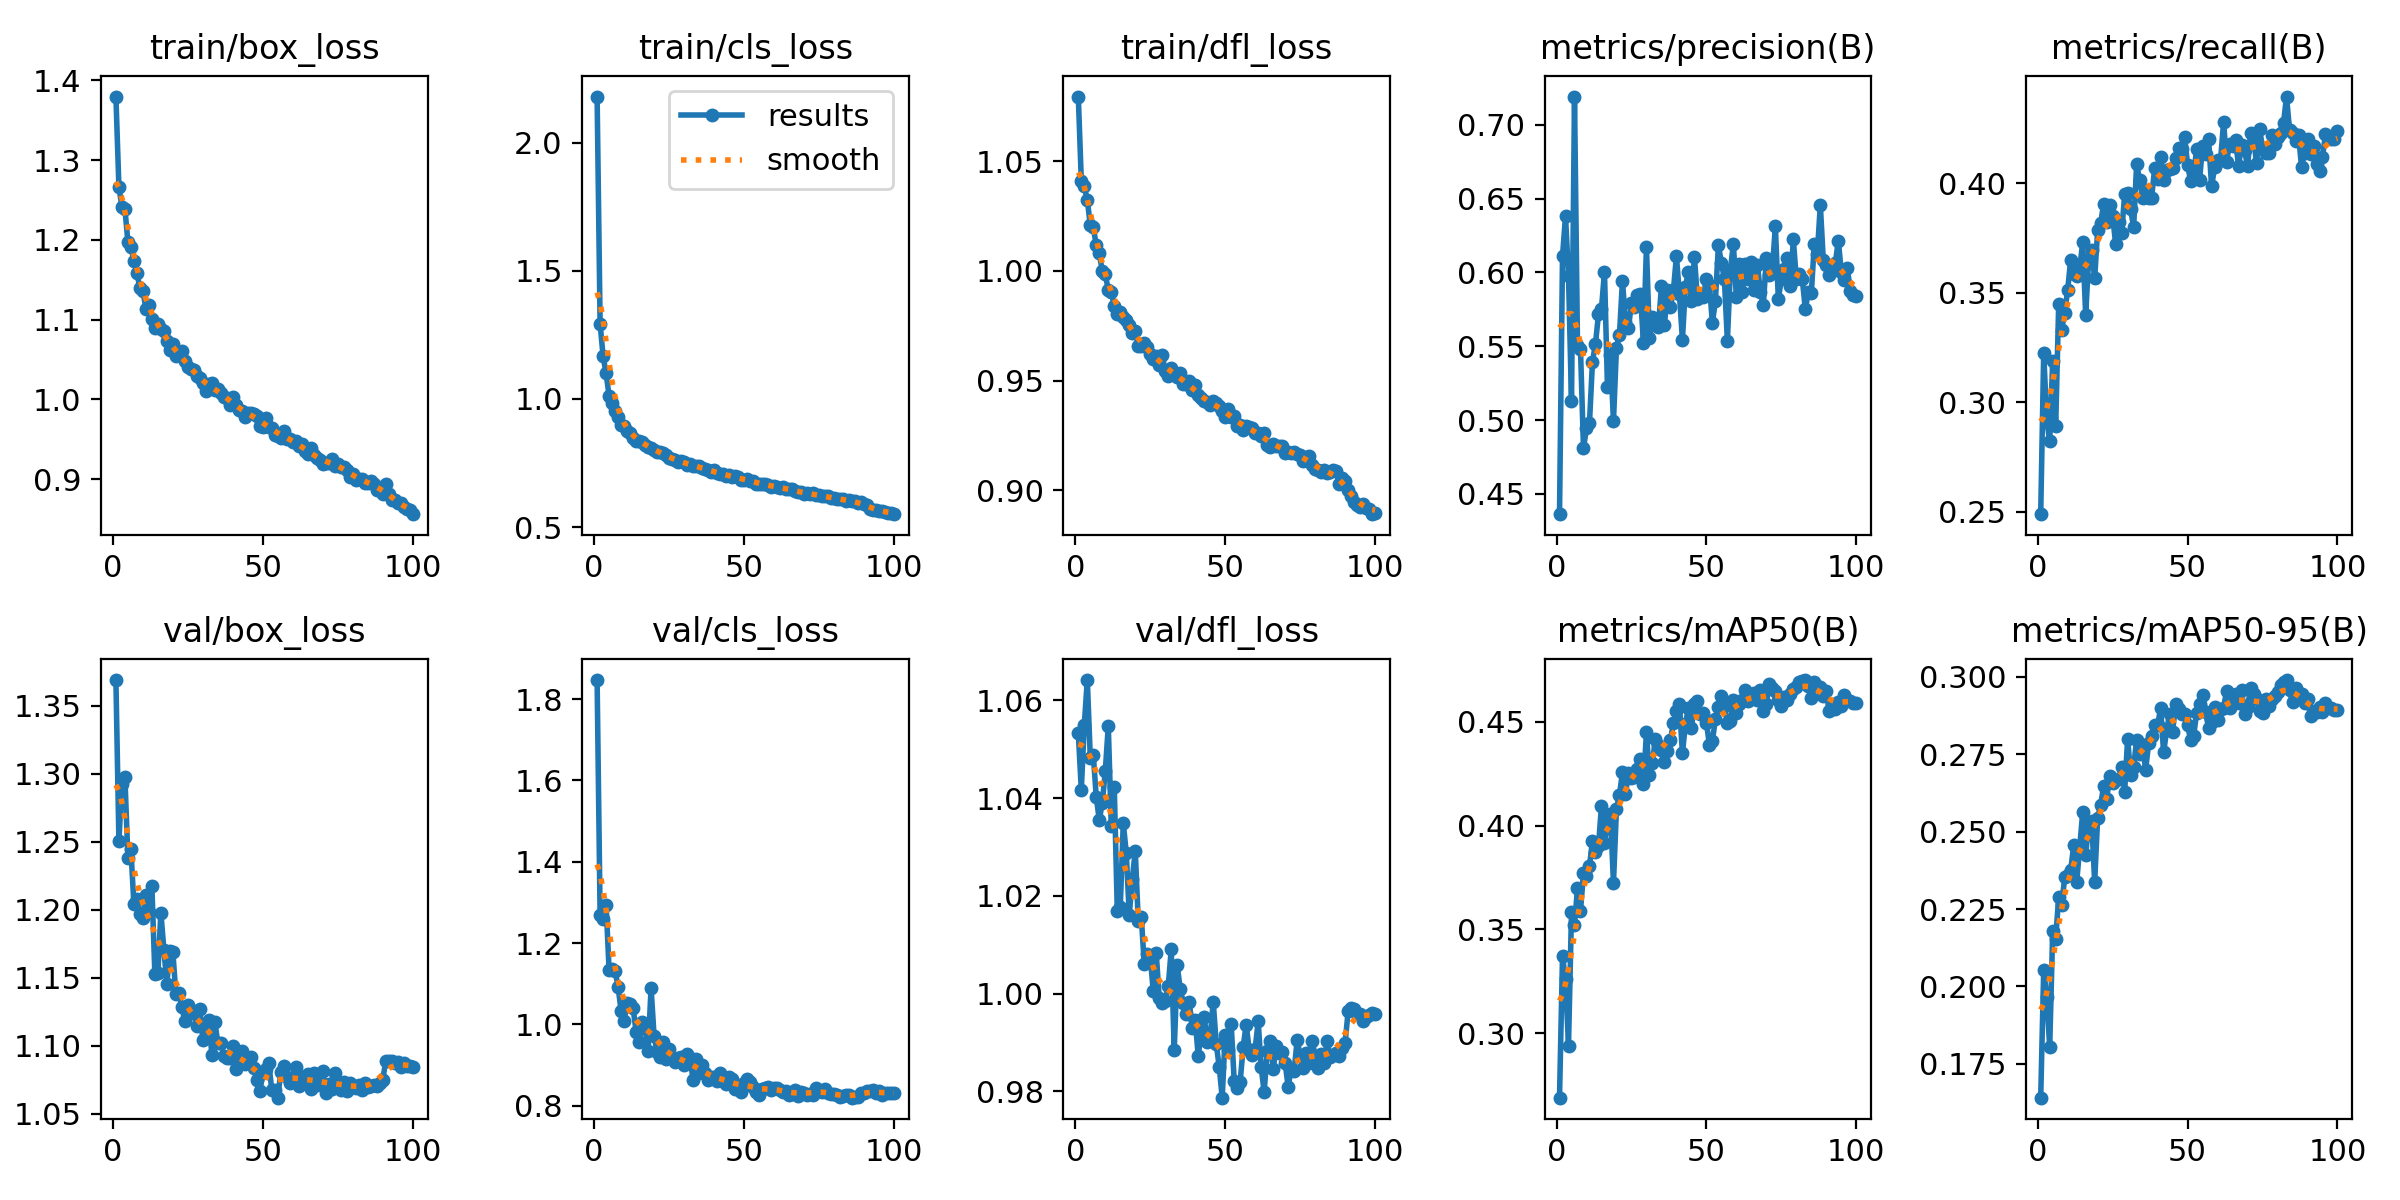 train/box_loss
1.4
1.3
1.2
1.1
1.0
0.9
0 50 100
train/cls_loss
results
smooth
2.0
1.5
1.0
0.5
0 50 100
train/dfl_loss
1.05
1.00
0.95
0.90
0 50 100
metrics/precision(B)
0.70
0.65
0.60
0.55
0.50
0.45
0 50 100
metrics/recall(B)
0.40
0.35
0.30
0.25
0 50 100
val/box_loss
1.35
1.30
1.25
1.20
1.15
1.10
1.05
0 50 100
val/cls_loss
1.8
1.6
1.4
1.2
1.0
0.8
0 50 100
val/dfl_loss
1.06
1.04
1.02
1.00
0.98
0 50 100
metrics/mAP50(B)
0.45
0.40
0.35
0.30
0 50 100
metrics/mAP50-95(B)
0.300
0.275
0.250
0.225
0.200
0.175
0 50 100